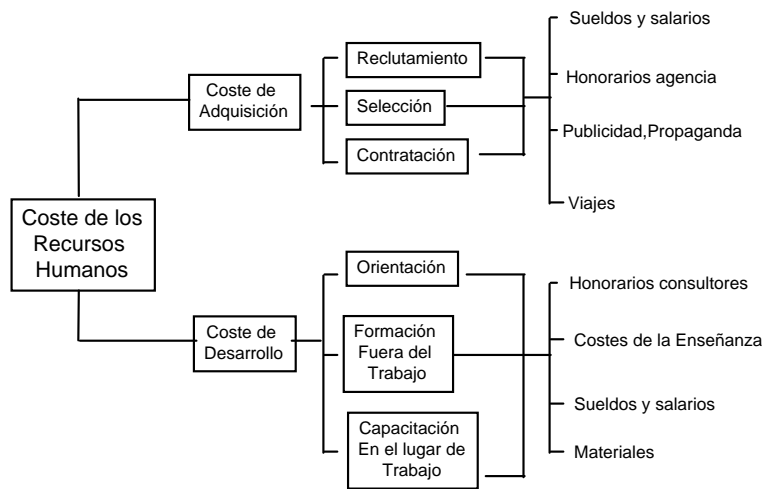 Coste de los
Recursos
Humanos
Coste de
Adquisición
Reclutamiento
Selección
Contratación
Sueldos y salarios
Honorarios agencia
Publicidad,Propaganda
Viajes
Coste de
Desarrollo
Orientación
Formación
Fuera del
Trabajo
Capacitación
En el lugar de
Trabajo
Honorarios consultores
Costes de la Enseñanza
Sueldos y salarios
Materiales